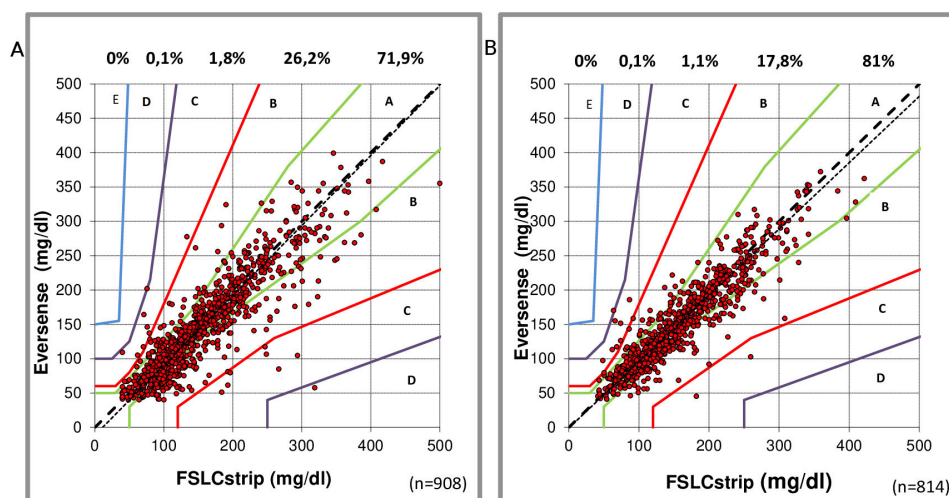 A
0% 0,1% 1,8% 26,2% 71,9%
500
450
400
350
300
250
200
150
100
50
0
Eversense (mg/dl)
E D C B A
B
C
D
0 100 200 300 400 500
FSLCstrip (mg/dl)
(n=908)
B
0% 0,1% 1,1% 17,8% 81%
500
450
400
350
300
250
200
150
100
50
0
Eversense (mg/dl)
E D C B A
B
C
D
0 100 200 300 400 500
FSLCstrip (mg/dl)
(n=814)